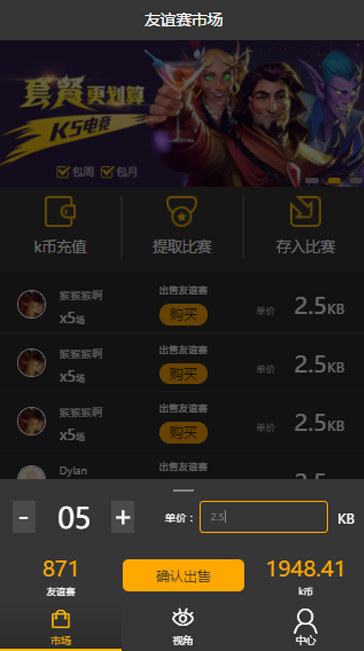 友谊赛市场
套餐更划算
K5电竞
包周 包月
k币充值 提取比赛 存入比赛
猴猴猴啊 出售友谊赛
x5场 购买 单价 2.5KB
猴猴猴啊 出售友谊赛
x5场 购买 单价 2.5KB
猴猴猴啊 出售友谊赛
x5场 购买 单价 2.5KB
Dylan 出售友谊赛
- 05 + 单价： 2.5 KB
871 确认出售 1948.41
友谊赛 k币
市场 视角 中心